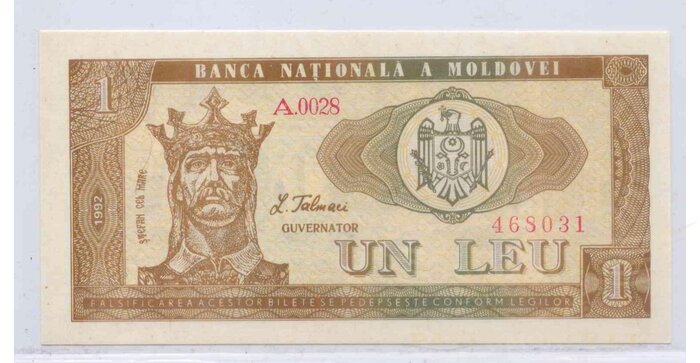 BANCA NAȚIONALĂ A MOLDOVEI
1
A.0028
1992
ȘTEFAN CEL MARE
L. Talmaci
GUVERNATOR
468031
UN LEU
1
FALSIFICAREA ACESTOR BILETE SE PEDEPSEȘTE CONFORM LEGILOR